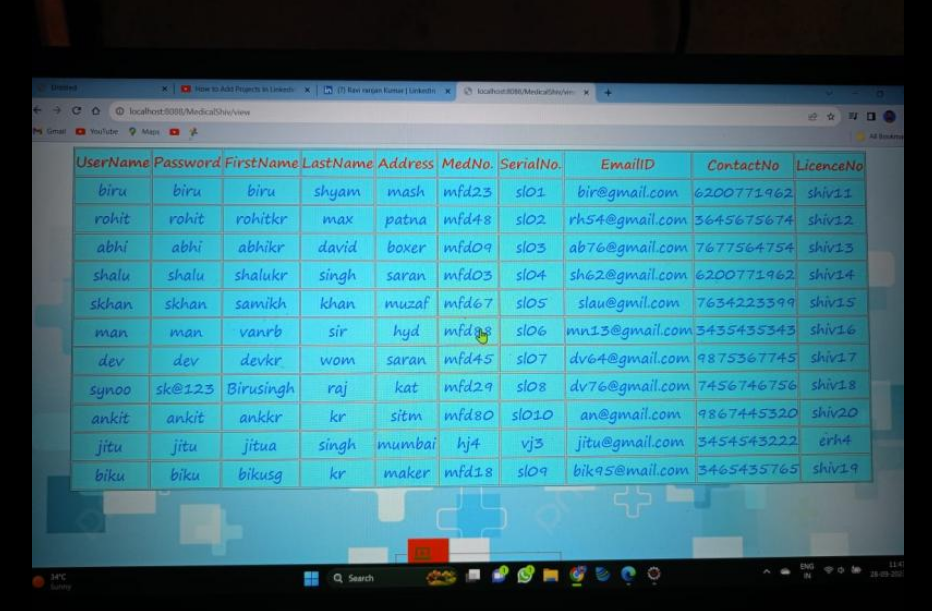 Untitled How to Add Projects in LinkedIn (7) Ravi ranjan Kumar | LinkedIn localhost:8088/MedicalShiv/view
localhost:8088/MedicalShiv/view
Gmail YouTube Maps All Bookmarks
UserName Password FirstName LastName Address MedNo. SerialNo. EmailID ContactNo LicenceNo
biru biru biru shyam mash mfd23 sl01 bir@gmail.com 6200771962 shiv11
rohit rohit rohitkr max patna mfd48 sl02 rh54@gmail.com 3645675674 shiv12
abhi abhi abhikr david boxer mfd09 sl03 ab76@gmail.com 7677564754 shiv13
shalu shalu shalukr singh saran mfd03 sl04 sh62@gmail.com 6200771962 shiv14
skhan skhan samikh khan muzaf mfd67 sl05 slau@gmil.com 7634223399 shiv15
man man vanrb sir hyd sl06 mn13@gmail.com 3435435343 shiv16
dev dev devkr wom saran mfd45 sl07 dv64@gmail.com 9875367745 shiv17
synoo sk@123 Birusingh raj kat mfd29 sl08 dv76@gmail.com 7456746756 shiv18
ankit ankit ankkr kr sitm mfd80 sl010 an@gmail.com 9867445320 shiv20
jitu jitu jitua singh mumbai hj4 vj3 jitu@gmail.com 3454543222 erh4
biku biku bikusg kr maker mfd18 sl09 bik95@mail.com 3465435765 shiv19
34°C
Sunny
Search
ENG
IN